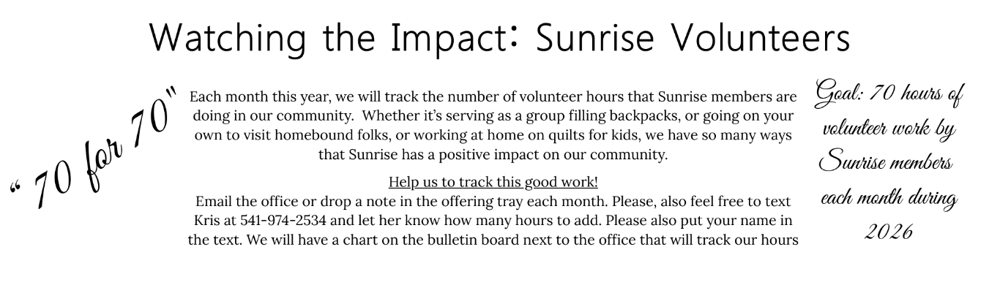 Watching the Impact: Sunrise Volunteers
“ 70 for 70”
Each month this year, we will track the number of volunteer hours that Sunrise members are
doing in our community.  Whether it’s serving as a group filling backpacks, or going on your
own to visit homebound folks, or working at home on quilts for kids, we have so many ways
that Sunrise has a positive impact on our community.
Help us to track this good work!
Email the office or drop a note in the offering tray each month. Please, also feel free to text
Kris at 541-974-2534 and let her know how many hours to add. Please also put your name in
the text. We will have a chart on the bulletin board next to the office that will track our hours
Goal: 70 hours of
volunteer work by
Sunrise members
each month during
2026